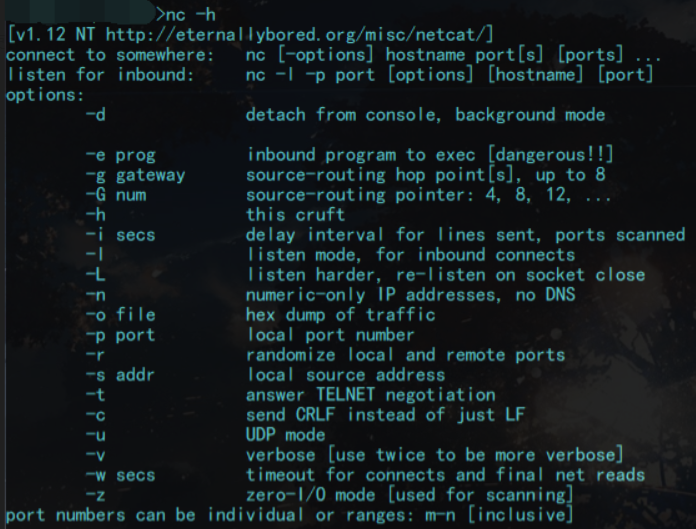 >nc -h
[v1.12 NT http://eternallybored.org/misc/netcat/]
connect to somewhere:   nc [-options] hostname port[s] [ports] ...
listen for inbound:     nc -l -p port [options] [hostname] [port]
options:
        -d              detach from console, background mode

        -e prog         inbound program to exec [dangerous!!]
        -g gateway      source-routing hop point[s], up to 8
        -G num          source-routing pointer: 4, 8, 12, ...
        -h              this cruft
        -i secs         delay interval for lines sent, ports scanned
        -l              listen mode, for inbound connects
        -L              listen harder, re-listen on socket close
        -n              numeric-only IP addresses, no DNS
        -o file         hex dump of traffic
        -p port         local port number
        -r              randomize local and remote ports
        -s addr         local source address
        -t              answer TELNET negotiation
        -c              send CRLF instead of just LF
        -u              UDP mode
        -v              verbose [use twice to be more verbose]
        -w secs         timeout for connects and final net reads
        -z              zero-I/O mode [used for scanning]
port numbers can be individual or ranges: m-n [inclusive]